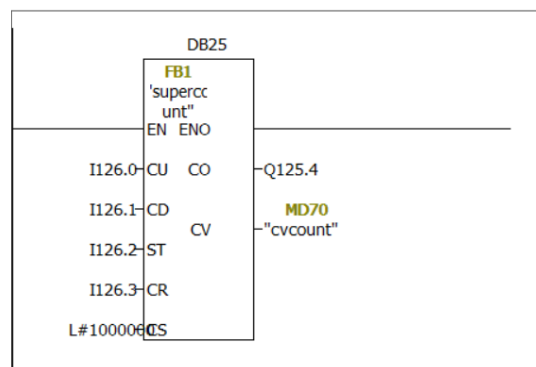 DB25
FB1
"supercc
unt"
EN ENO
I126.0 CU CO Q125.4
I126.1 CD MD70
CV "cvcount"
I126.2 ST
I126.3 CR
CS